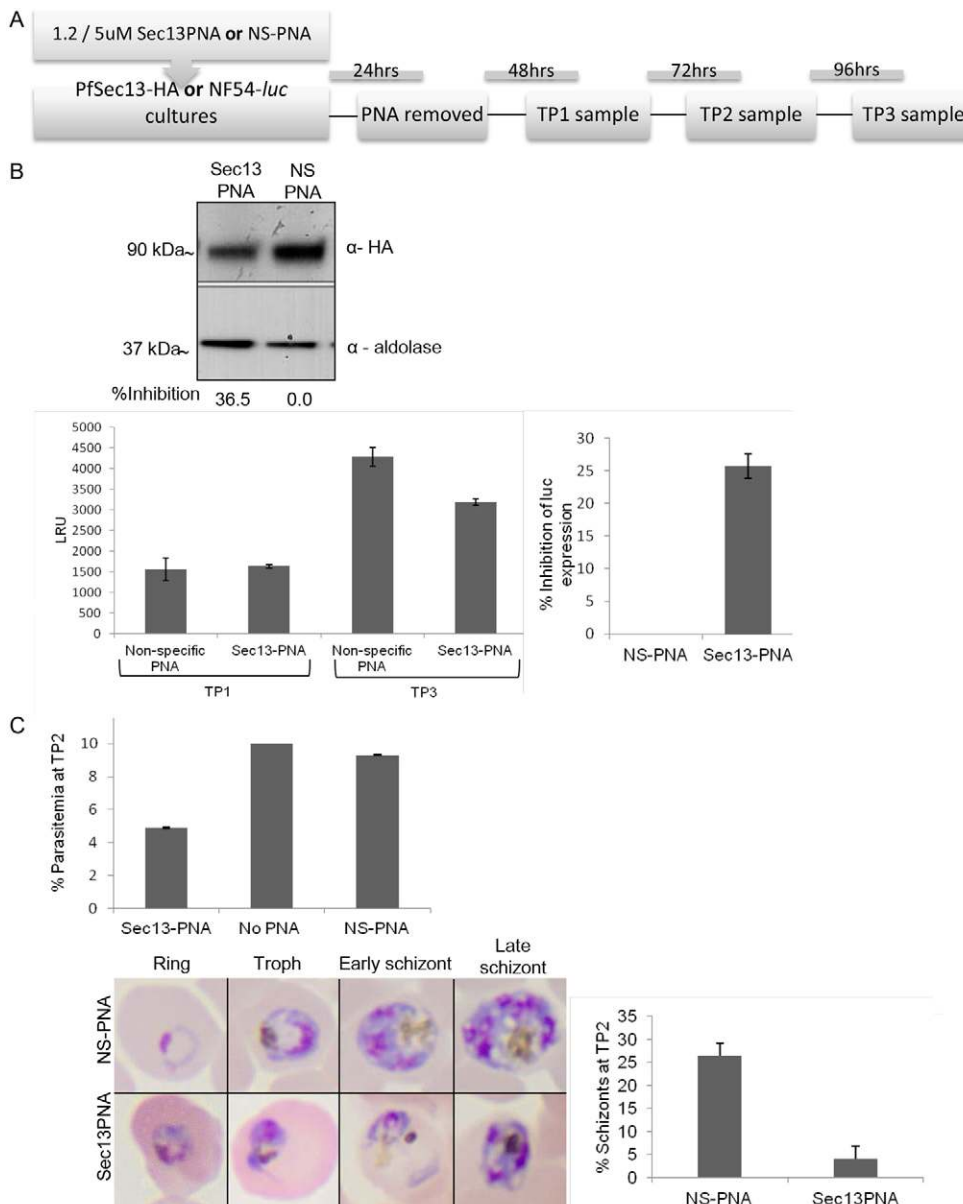 A
1.2 / 5uM Sec13PNA or NS-PNA
PfSec13-HA or NF54-luc
cultures
24hrs
48hrs
72hrs
96hrs
PNA removed
TP1 sample
TP2 sample
TP3 sample
B
Sec13 NS
PNA PNA
90 kDa~
α- HA
37 kDa~
α - aldolase
%Inhibition 36.5 0.0
LRU
5000
4500
4000
3500
3000
2500
2000
1500
1000
500
0
Non-specific
PNA
Sec13-PNA
Non-specific
PNA
Sec13-PNA
TP1
TP3
% Inhibition of luc
expression
30
25
20
15
10
5
0
NS-PNA
Sec13-PNA
C
% Parasitemia at TP2
10
8
6
4
2
0
Sec13-PNA
No PNA
NS-PNA
Ring
Troph
Early schizont
Late
schizont
NS-PNA
Sec13PNA
% Schizonts at TP2
35
30
25
20
15
10
5
0
NS-PNA
Sec13PNA